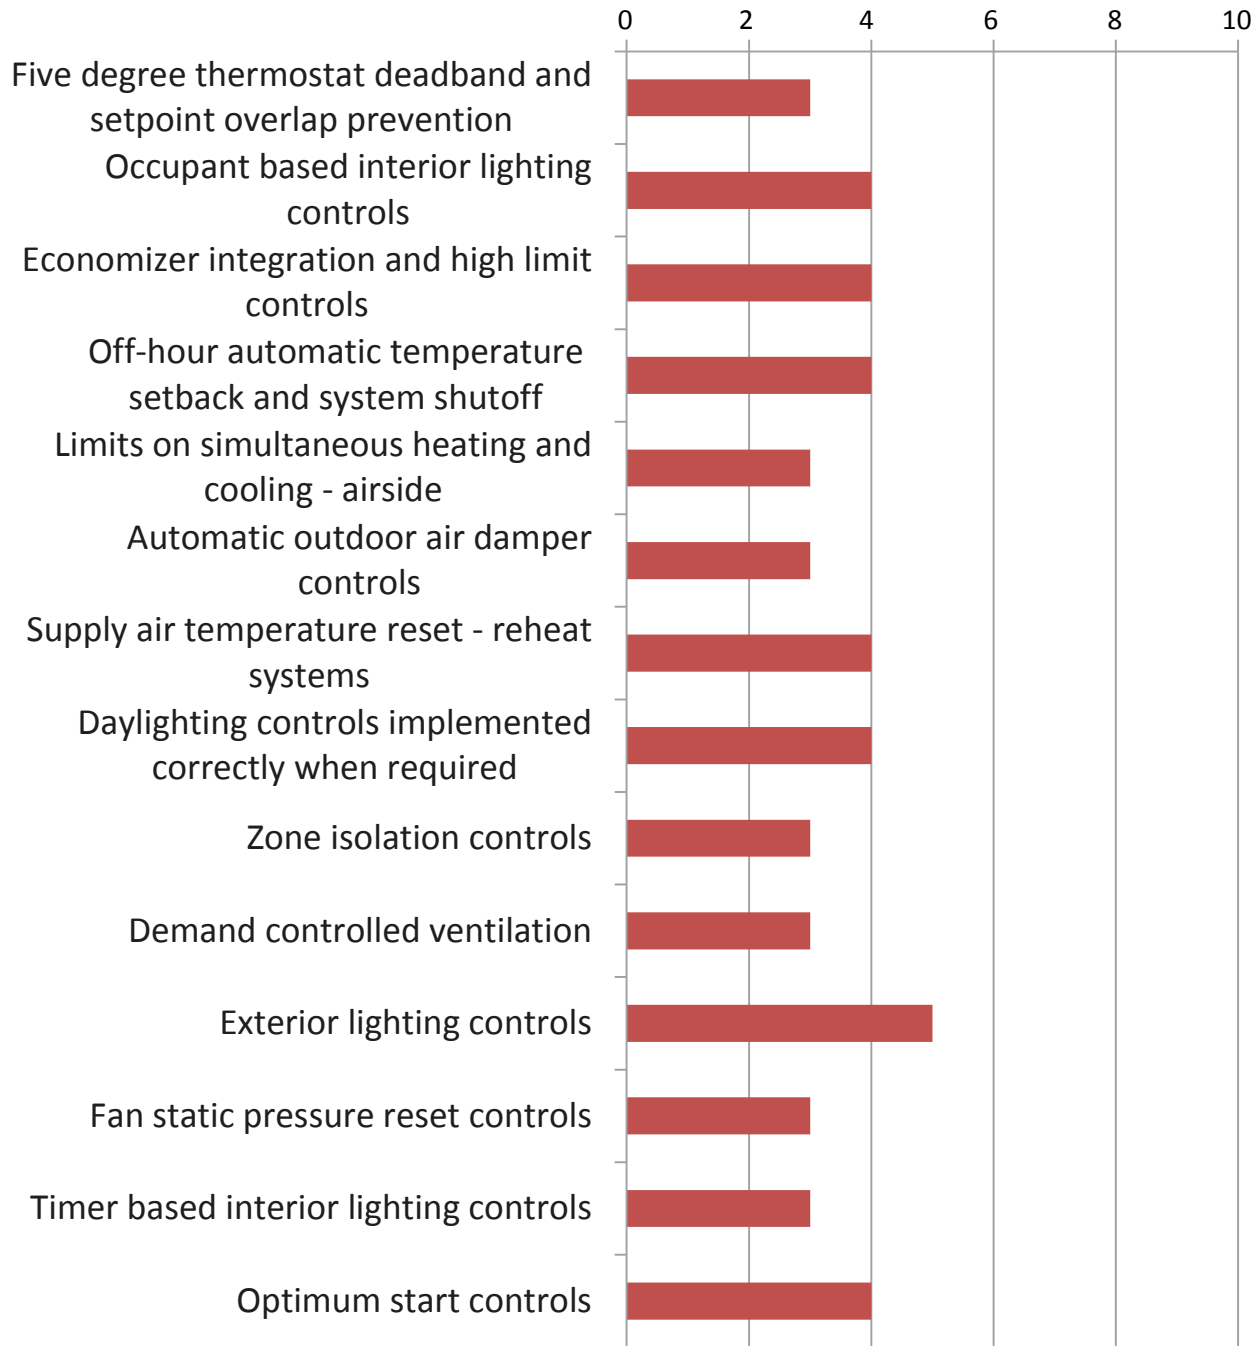 0 2 4 6 8 10
Five degree thermostat deadband and
setpoint overlap prevention
Occupant based interior lighting
controls
Economizer integration and high limit
controls
Off-hour automatic temperature
setback and system shutoff
Limits on simultaneous heating and
cooling - airside
Automatic outdoor air damper
controls
Supply air temperature reset - reheat
systems
Daylighting controls implemented
correctly when required
Zone isolation controls
Demand controlled ventilation
Exterior lighting controls
Fan static pressure reset controls
Timer based interior lighting controls
Optimum start controls